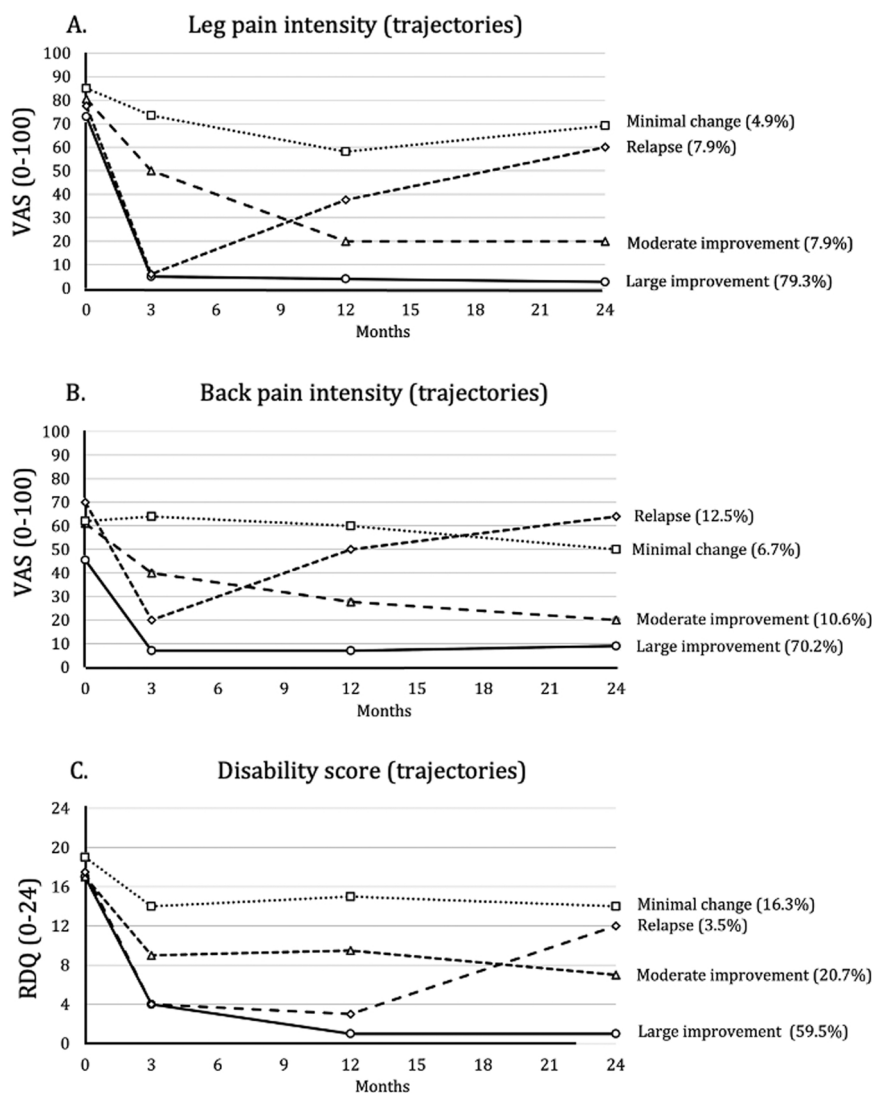 A. Leg pain intensity (trajectories)
100
90
80
70
60
50
40
30
20
10
0
VAS (0-100)
Minimal change (4.9%)
Relapse (7.9%)
Moderate improvement (7.9%)
Large improvement (79.3%)
0 3 6 9 12 15 18 21 24
Months
B. Back pain intensity (trajectories)
100
90
80
70
60
50
40
30
20
10
0
VAS (0-100)
Relapse (12.5%)
Minimal change (6.7%)
Moderate improvement (10.6%)
Large improvement (70.2%)
0 3 6 9 12 15 18 21 24
Months
C. Disability score (trajectories)
24
20
16
12
8
4
0
RDQ (0-24)
Minimal change (16.3%)
Relapse (3.5%)
Moderate improvement (20.7%)
Large improvement (59.5%)
0 3 6 9 12 15 18 21 24
Months